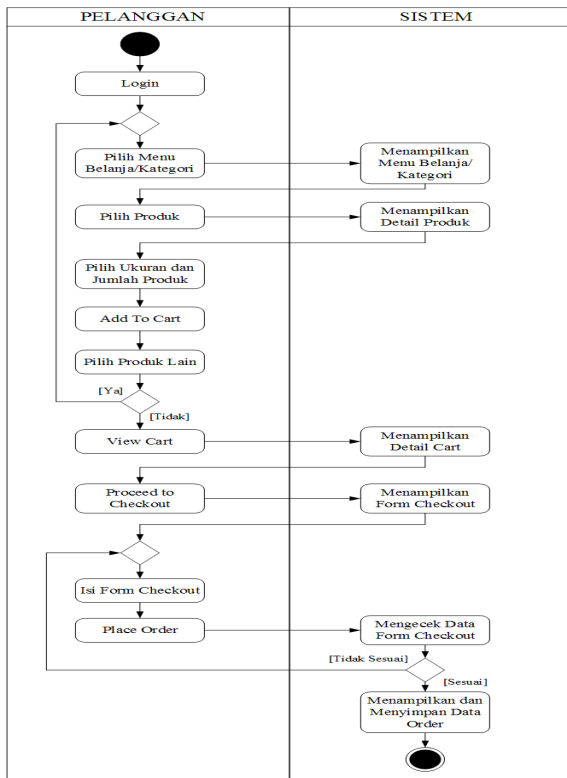 PELANGGAN
SISTEM
Login
Pilih Menu
Belanja/Kategori
Menampilkan
Menu Belanja/
Kategori
Pilih Produk
Menampilkan
Detail Produk
Pilih Ukuran dan
Jumlah Produk
Add To Cart
Pilih Produk Lain
[Ya]
[Tidak]
View Cart
Menampilkan
Detail Cart
Proceed to
Checkout
Menampilkan
Form Checkout
Isi Form Checkout
Place Order
Mengecek Data
Form Checkout
[Tidak Sesuai]
[Sesuai]
Menampilkan dan
Menyimpan Data
Order